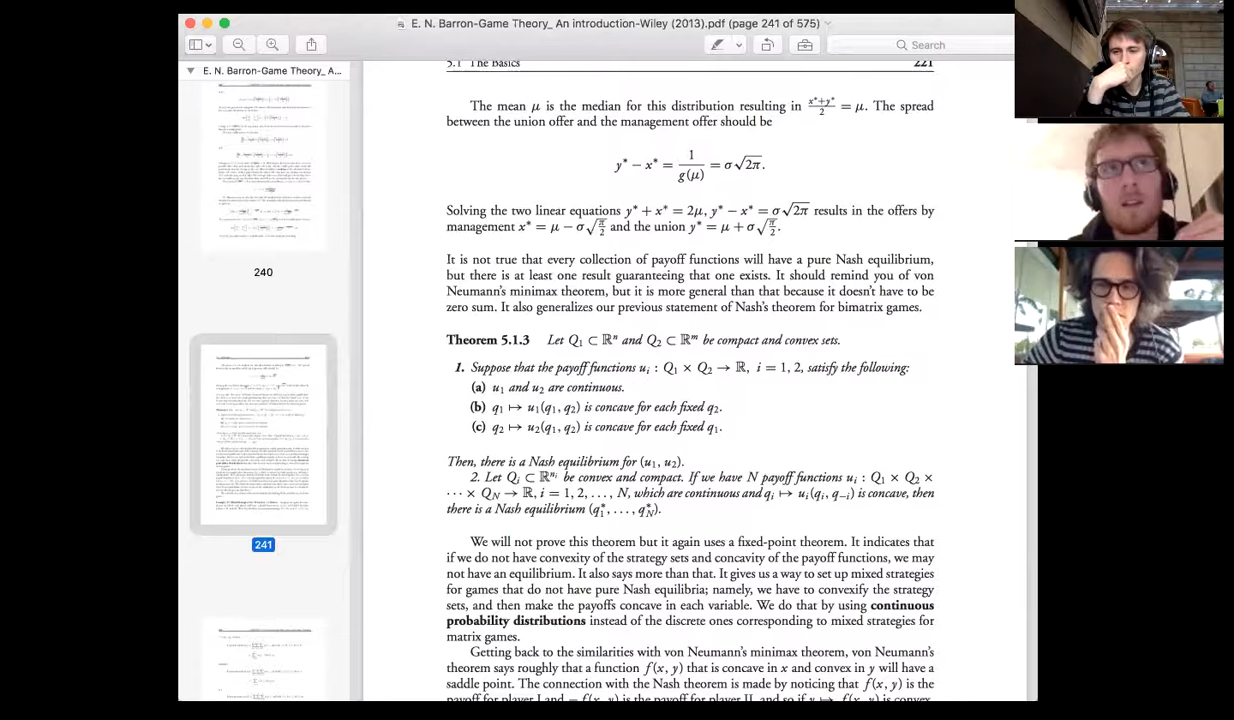 E. N. Barron-Game Theory_ An introduction-Wiley (2013).pdf (page 241 of 575)
Search
E. N. Barron-Game Theory_ A...
240
241
5.1 The Basics 221
The mean μ is the median for this distribution resulting in (x*+y*)/2 = μ. The spread
between the union offer and the management offer should be
y* − x* = 1/g(μ) = σ√2π.
Solving the two linear equations y* + x* = 2μ, y* − x* = σ√2π results in the offers by
management x* = μ − σ√(π/2) and the union y* = μ + σ√(π/2).
It is not true that every collection of payoff functions will have a pure Nash equilibrium,
but there is at least one result guaranteeing that one exists. It should remind you of von
Neumann's minimax theorem, but it is more general than that because it doesn't have to be
zero sum. It also generalizes our previous statement of Nash's theorem for bimatrix games.
Theorem 5.1.3 Let Q₁ ⊂ ℝⁿ and Q₂ ⊂ ℝᵐ be compact and convex sets.
1. Suppose that the payoff functions uᵢ : Q₁ × Q₂ → ℝ, i = 1, 2, satisfy the following:
(a) u₁ and u₂ are continuous.
(b) q₁ ↦ u₁(q₁, q₂) is concave for each fixed q₂.
(c) q₂ ↦ u₂(q₁, q₂) is concave for each fixed q₁.
Then, there is a Nash equilibrium for (u₁, u₂).
2. Let Qᵢ ⊂ ℝⁿⁱ be convex and compact. If we have N payoff functions uᵢ : Q₁ × Q₂ ×
⋯ × Q_N → ℝ, i = 1, 2, . . . , N, which are continuous and qᵢ ↦ uᵢ(qᵢ, q₋ᵢ) is concave, then
there is a Nash equilibrium (q₁*, . . . , q_N*).
We will not prove this theorem but it again uses a fixed-point theorem. It indicates that
if we do not have convexity of the strategy sets and concavity of the payoff functions, we may
not have an equilibrium. It also says more than that. It gives us a way to set up mixed strategies
for games that do not have pure Nash equilibria; namely, we have to convexify the strategy
sets, and then make the payoffs concave in each variable. We do that by using continuous
probability distributions instead of the discrete ones corresponding to mixed strategies for
matrix games.
Getting back to the similarities with von Neumann's minimax theorem, von Neumann's
theorem says roughly that a function f(x, y) that is concave in x and convex in y will have a
saddle point. The connection with the Nash theorem is made by noticing that f(x, y) is the
payoff for player I and − f(x, y) is the payoff for player II, and so if y ↦ f(x, y) is convex,